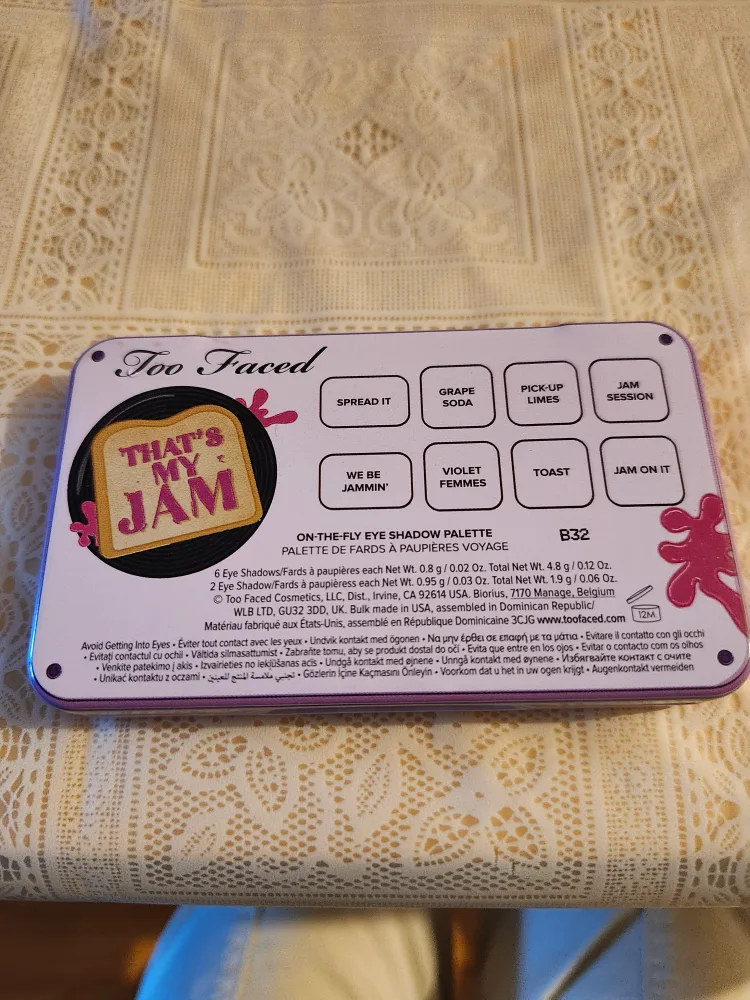 Too Faced
THAT'S
MY
JAM
SPREAD IT
GRAPE
SODA
PICK-UP
LIMES
JAM
SESSION
WE BE
JAMMIN'
VIOLET
FEMMES
TOAST
JAM ON IT
ON-THE-FLY EYE SHADOW PALETTE
PALETTE DE FARDS À PAUPIÈRES VOYAGE
B32
6 Eye Shadows/Fards à paupières each Net Wt. 0.8 g / 0.02 Oz. Total Net Wt. 4.8 g / 0.12 Oz.
2 Eye Shadow/Fards à paupièress each Net Wt. 0.95 g / 0.03 Oz. Total Net Wt. 1.9 g / 0.06 Oz.
© Too Faced Cosmetics, LLC, Dist., Irvine, CA 92614 USA. Biorius, 7170 Manage, Belgium
WLB LTD, GU32 3DD, UK. Bulk made in USA, assembled in Dominican Republic/
Matériau fabriqué aux États-Unis, assemblé en République Dominicaine 3CJG www.toofaced.com
12M
Avoid Getting Into Eyes • Éviter tout contact avec les yeux • Undvik kontakt med ögonen • Να μην έρθει σε επαφή με τα μάτια • Evitare il contatto con gli occhi
• Evitați contactul cu ochii • Vältida silmasattumist • Zabraňte tomu, aby se produkt dostal do očí • Evita que entre en los ojos • Evitar o contacto com os olhos
• Venkite patekimo į akis • Izvairieties no iekļūšanas acīs • Undgå kontakt med øjnene • Unngå kontakt med øynene • Избягвайте контакт с очите
• Unikać kontaktu z oczami • تجنبي ملامسة المنتج للعينين • Gözlerin İçine Kaçmasını Önleyin • Voorkom dat u het in uw ogen krijgt • Augenkontakt vermeiden